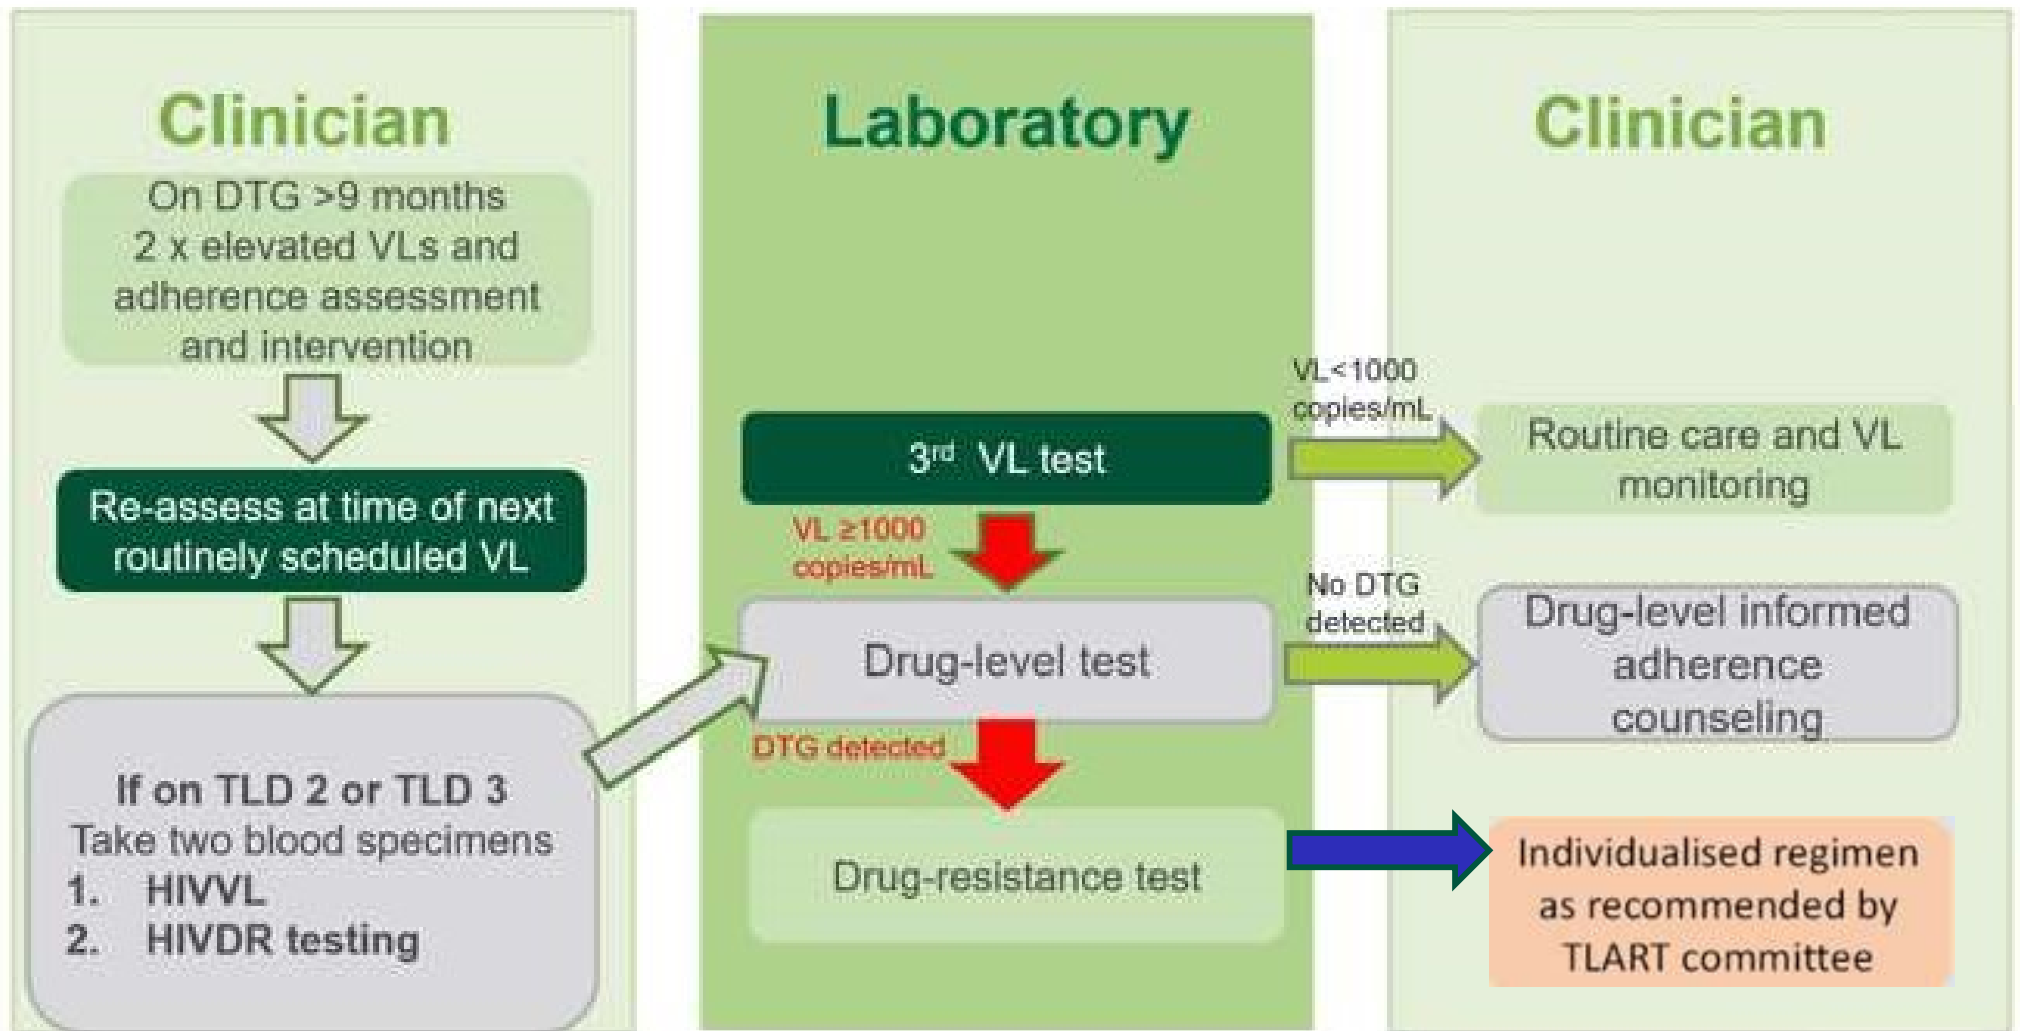 Clinician
On DTG >9 months
2 x elevated VLs and
adherence assessment
and intervention
Re-assess at time of next
routinely scheduled VL
If on TLD 2 or TLD 3
Take two blood specimens
1. HIVVL
2. HIVDR testing
Laboratory
3rd VL test
VL ≥1000
copies/mL
Drug-level test
DTG detected
Drug-resistance test
Clinician
VL<1000
copies/mL
Routine care and VL
monitoring
No DTG
detected
Drug-level informed
adherence
counseling
Individualised regimen
as recommended by
TLART committee